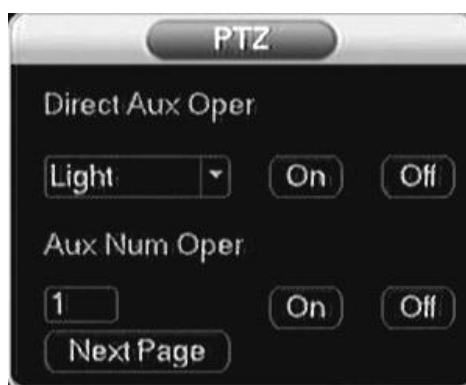 PTZ
Direct Aux Oper
Light On Off
Aux Num Oper
1 On Off
Next Page